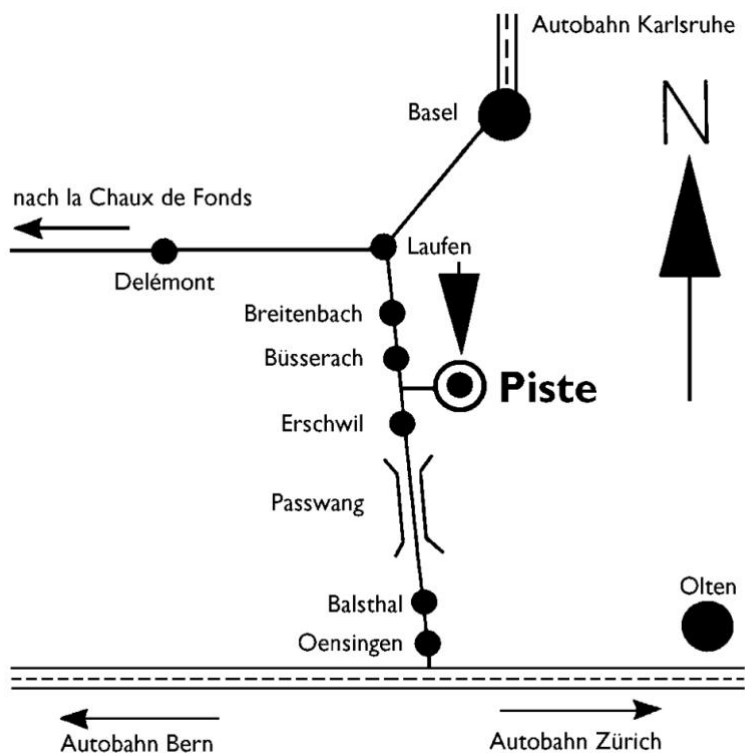 Autobahn Karlsruhe
Basel
N
nach la Chaux de Fonds
Laufen
Delémont
Breitenbach
Büsserach
Piste
Erschwil
Passwang
Olten
Balsthal
Oensingen
Autobahn Bern
Autobahn Zürich